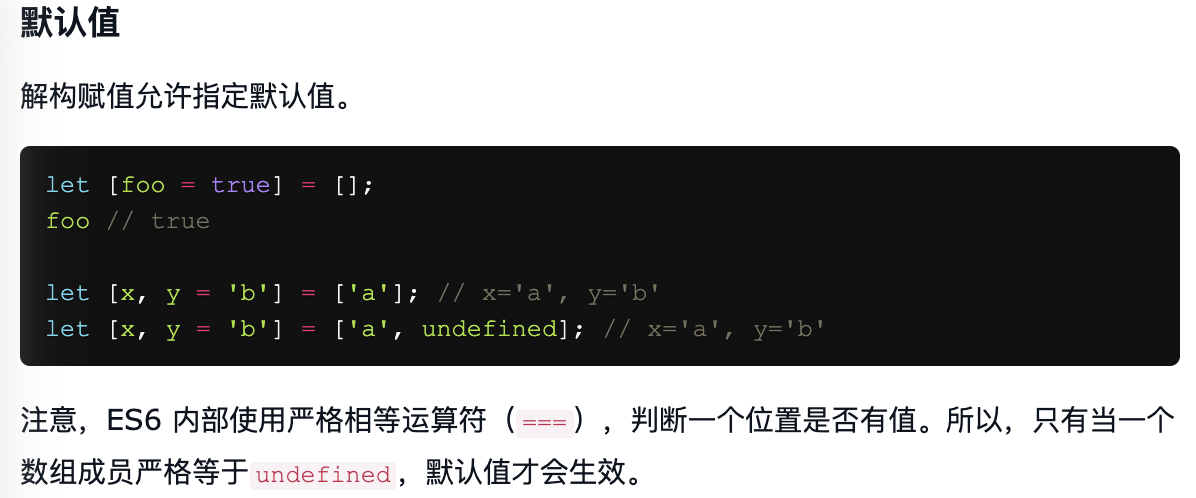 默认值
解构赋值允许指定默认值。
let [foo = true] = [];
foo // true
let [x, y = 'b'] = ['a']; // x='a', y='b'
let [x, y = 'b'] = ['a', undefined]; // x='a', y='b'
注意，ES6 内部使用严格相等运算符（===），判断一个位置是否有值。所以，只有当一个
数组成员严格等于undefined，默认值才会生效。